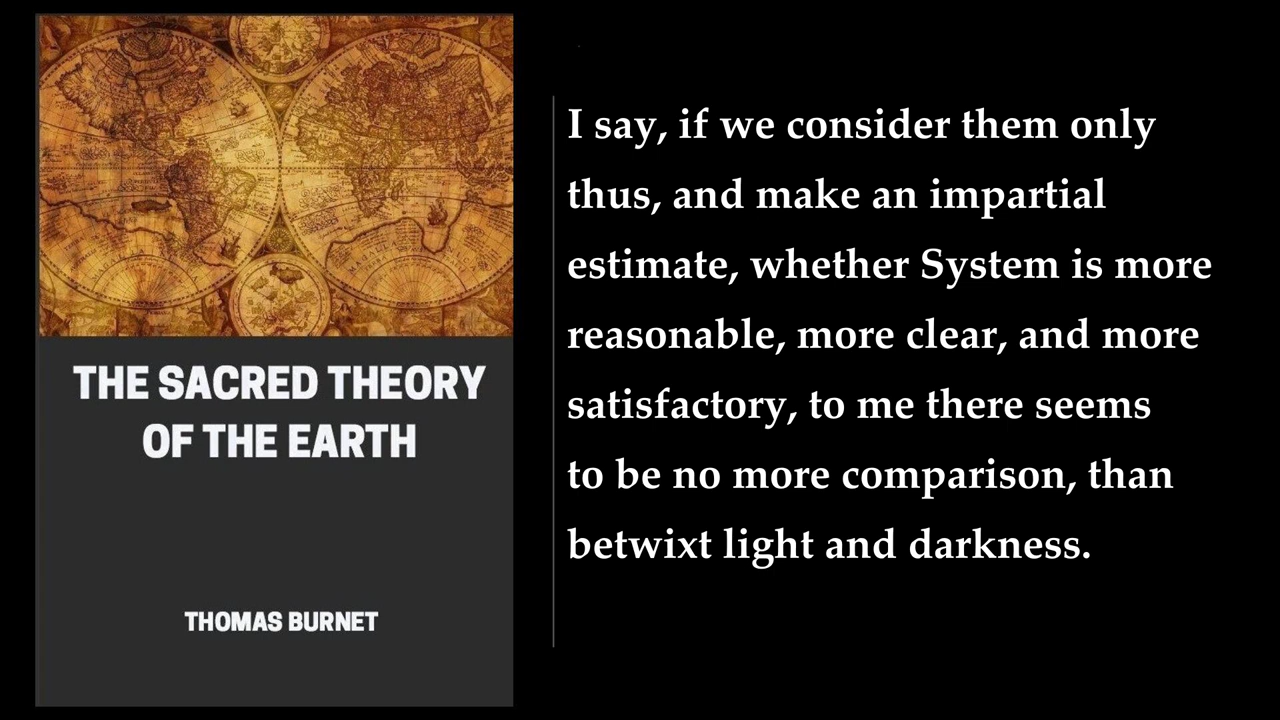 THE SACRED THEORY
OF THE EARTH
THOMAS BURNET
I say, if we consider them only
thus, and make an impartial
estimate, whether System is more
reasonable, more clear, and more
satisfactory, to me there seems
to be no more comparison, than
betwixt light and darkness.